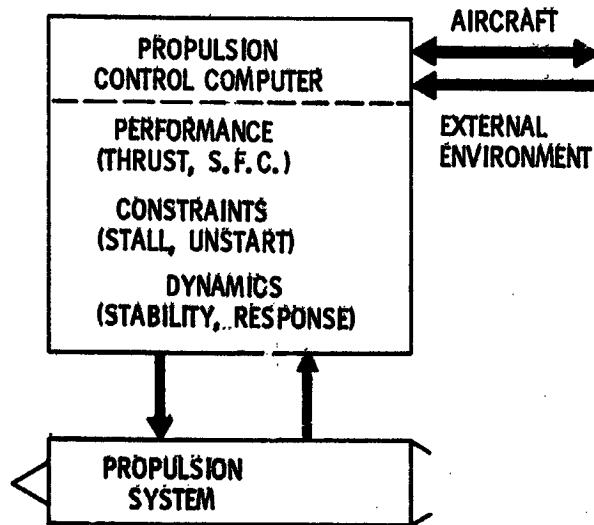 PROPULSION
CONTROL COMPUTER
PERFORMANCE
(THRUST, S.F.C.)
CONSTRAINTS
(STALL, UNSTART)
DYNAMICS
(STABILITY, RESPONSE)
AIRCRAFT
EXTERNAL
ENVIRONMENT
PROPULSION
SYSTEM